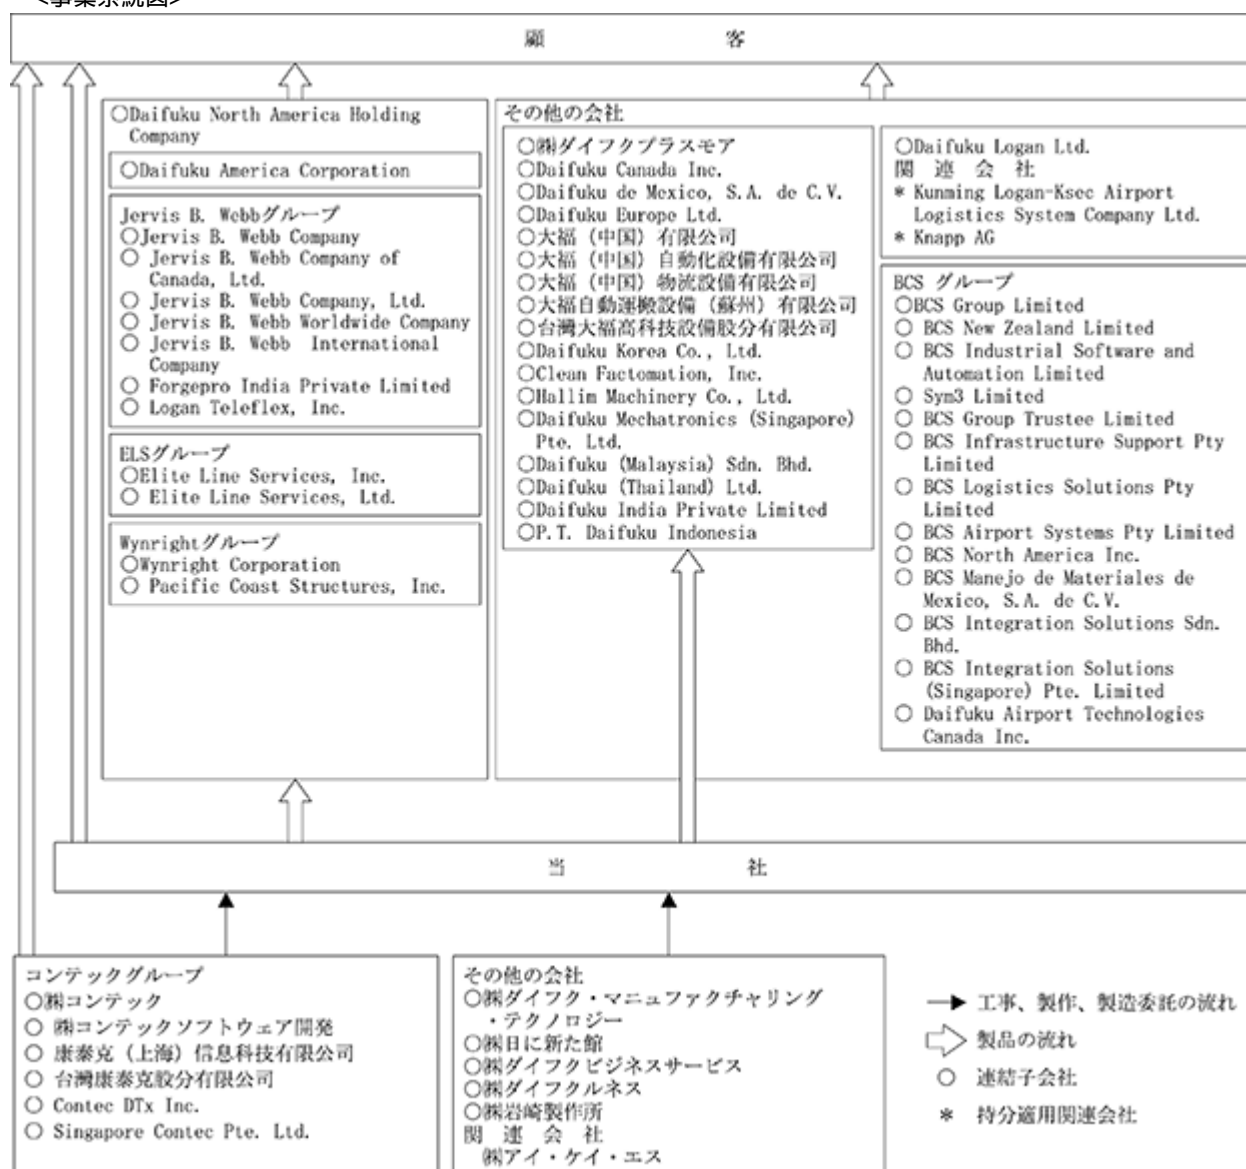 <事業系統図>
顧 客
○Daifuku North America Holding
Company
○Daifuku America Corporation
Jervis B. Webbグループ
○Jervis B. Webb Company
○ Jervis B. Webb Company of
Canada, Ltd.
○ Jervis B. Webb Company, Ltd.
○ Jervis B. Webb Worldwide Company
○ Jervis B. Webb International
Company
○ Forgepro India Private Limited
○ Logan Teleflex, Inc.
ELSグループ
○Elite Line Services, Inc.
○ Elite Line Services, Ltd.
Wynrightグループ
○Wynright Corporation
○ Pacific Coast Structures, Inc.
その他の会社
○㈱ダイフクプラスモア
○Daifuku Canada Inc.
○Daifuku de Mexico, S.A. de C.V.
○Daifuku Europe Ltd.
○大福（中国）有限公司
○大福（中国）自動化設備有限公司
○大福（中国）物流設備有限公司
○大福自動運搬設備（蘇州）有限公司
○台灣大福高科技設備股分有限公司
○Daifuku Korea Co., Ltd.
○Clean Factomation, Inc.
○Hallim Machinery Co., Ltd.
○Daifuku Mechatronics (Singapore)
Pte. Ltd.
○Daifuku (Malaysia) Sdn. Bhd.
○Daifuku (Thailand) Ltd.
○Daifuku India Private Limited
○P.T. Daifuku Indonesia
○Daifuku Logan Ltd.
関 連 会 社
* Kunming Logan-Ksec Airport
Logistics System Company Ltd.
* Knapp AG
BCS グループ
○BCS Group Limited
○ BCS New Zealand Limited
○ BCS Industrial Software and
Automation Limited
○ Sym3 Limited
○ BCS Group Trustee Limited
○ BCS Infrastructure Support Pty
Limited
○ BCS Logistics Solutions Pty
Limited
○ BCS Airport Systems Pty Limited
○ BCS North America Inc.
○ BCS Manejo de Materiales de
Mexico, S.A. de C.V.
○ BCS Integration Solutions Sdn.
Bhd.
○ BCS Integration Solutions
(Singapore) Pte. Limited
○ Daifuku Airport Technologies
Canada Inc.
当 社
コンテックグループ
○㈱コンテック
○ ㈱コンテックソフトウェア開発
○ 康泰克（上海）信息科技有限公司
○ 台灣康泰克股分有限公司
○ Contec DTx Inc.
○ Singapore Contec Pte. Ltd.
その他の会社
○㈱ダイフク・マニュファクチャリング
・テクノロジー
○㈱日に新た館
○㈱ダイフクビジネスサービス
○㈱ダイフクルネス
○㈱岩崎製作所
関 連 会 社
㈱アイ・ケイ・エス
工事、製作、製造委託の流れ
製品の流れ
○ 連結子会社
* 持分適用関連会社